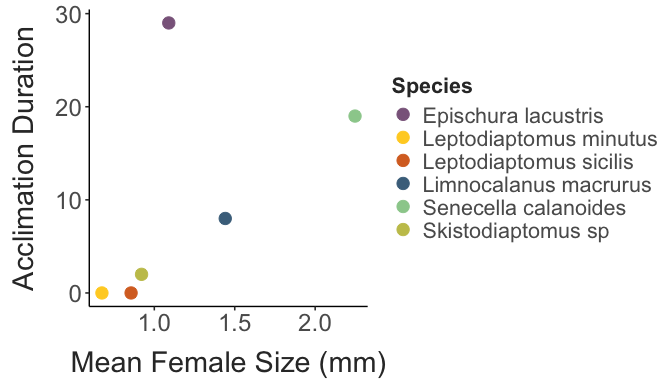 30
20
10
0
Acclimation Duration
1.0 1.5 2.0
Mean Female Size (mm)
Species
Epischura lacustris
Leptodiaptomus minutus
Leptodiaptomus sicilis
Limnocalanus macrurus
Senecella calanoides
Skistodiaptomus sp